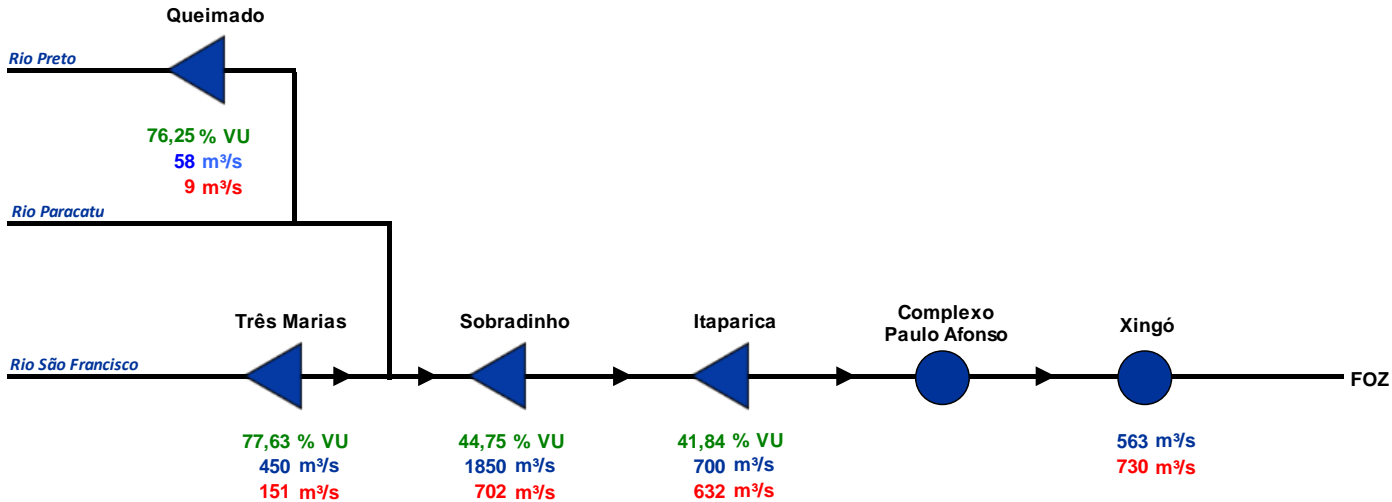 Queimado
Rio Preto
76,25 % VU
58 m³/s
9 m³/s
Rio Paracatu
Três Marias
Sobradinho
Itaparica
Complexo
Paulo Afonso
Xingó
Rio São Francisco
FOZ
77,63 % VU
450 m³/s
151 m³/s
44,75 % VU
1850 m³/s
702 m³/s
41,84 % VU
700 m³/s
632 m³/s
563 m³/s
730 m³/s